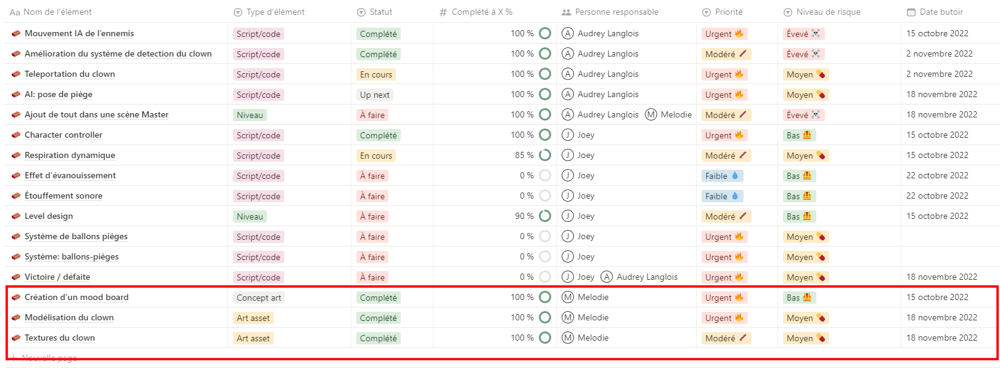 Aa Nom de l'élément Type d'élément Statut # Complété à X % Personne responsable Priorité Niveau de risque Date butoir
Mouvement IA de l'ennemis Script/code Complété 100 % A Audrey Langlois Urgent Évevé 15 octobre 2022
Amélioration du système de detection du clown Script/code Complété 100 % A Audrey Langlois Modéré Évevé 2 novembre 2022
Teleportation du clown Script/code En cours 100 % A Audrey Langlois Urgent Moyen 2 novembre 2022
AI: pose de piège Script/code Up next 100 % A Audrey Langlois Urgent Moyen 18 novembre 2022
Ajout de tout dans une scène Master Niveau À faire 100 % A Audrey Langlois M Melodie Modéré Évevé 18 novembre 2022
Character controller Script/code Complété 100 % J Joey Urgent Bas 15 octobre 2022
Respiration dynamique Script/code En cours 85 % J Joey Modéré Moyen 15 octobre 2022
Effet d'évanouissement Script/code À faire 0 % J Joey Faible Bas 22 octobre 2022
Étouffement sonore Script/code À faire 0 % J Joey Faible Bas 22 octobre 2022
Level design Niveau À faire 90 % J Joey Modéré Bas 15 octobre 2022
Système de ballons pièges Script/code À faire 0 % J Joey Urgent Moyen
Système: ballons-pièges Script/code À faire 0 % J Joey Urgent Moyen
Victoire / défaite Script/code À faire 0 % J Joey A Audrey Langlois Urgent Moyen 18 novembre 2022
Création d'un mood board Concept art Complété 100 % M Melodie Urgent Bas 15 octobre 2022
Modélisation du clown Art asset Complété 100 % M Melodie Urgent Moyen 18 novembre 2022
Textures du clown Art asset Complété 100 % M Melodie Modéré Moyen 18 novembre 2022
+ Nouvelle page